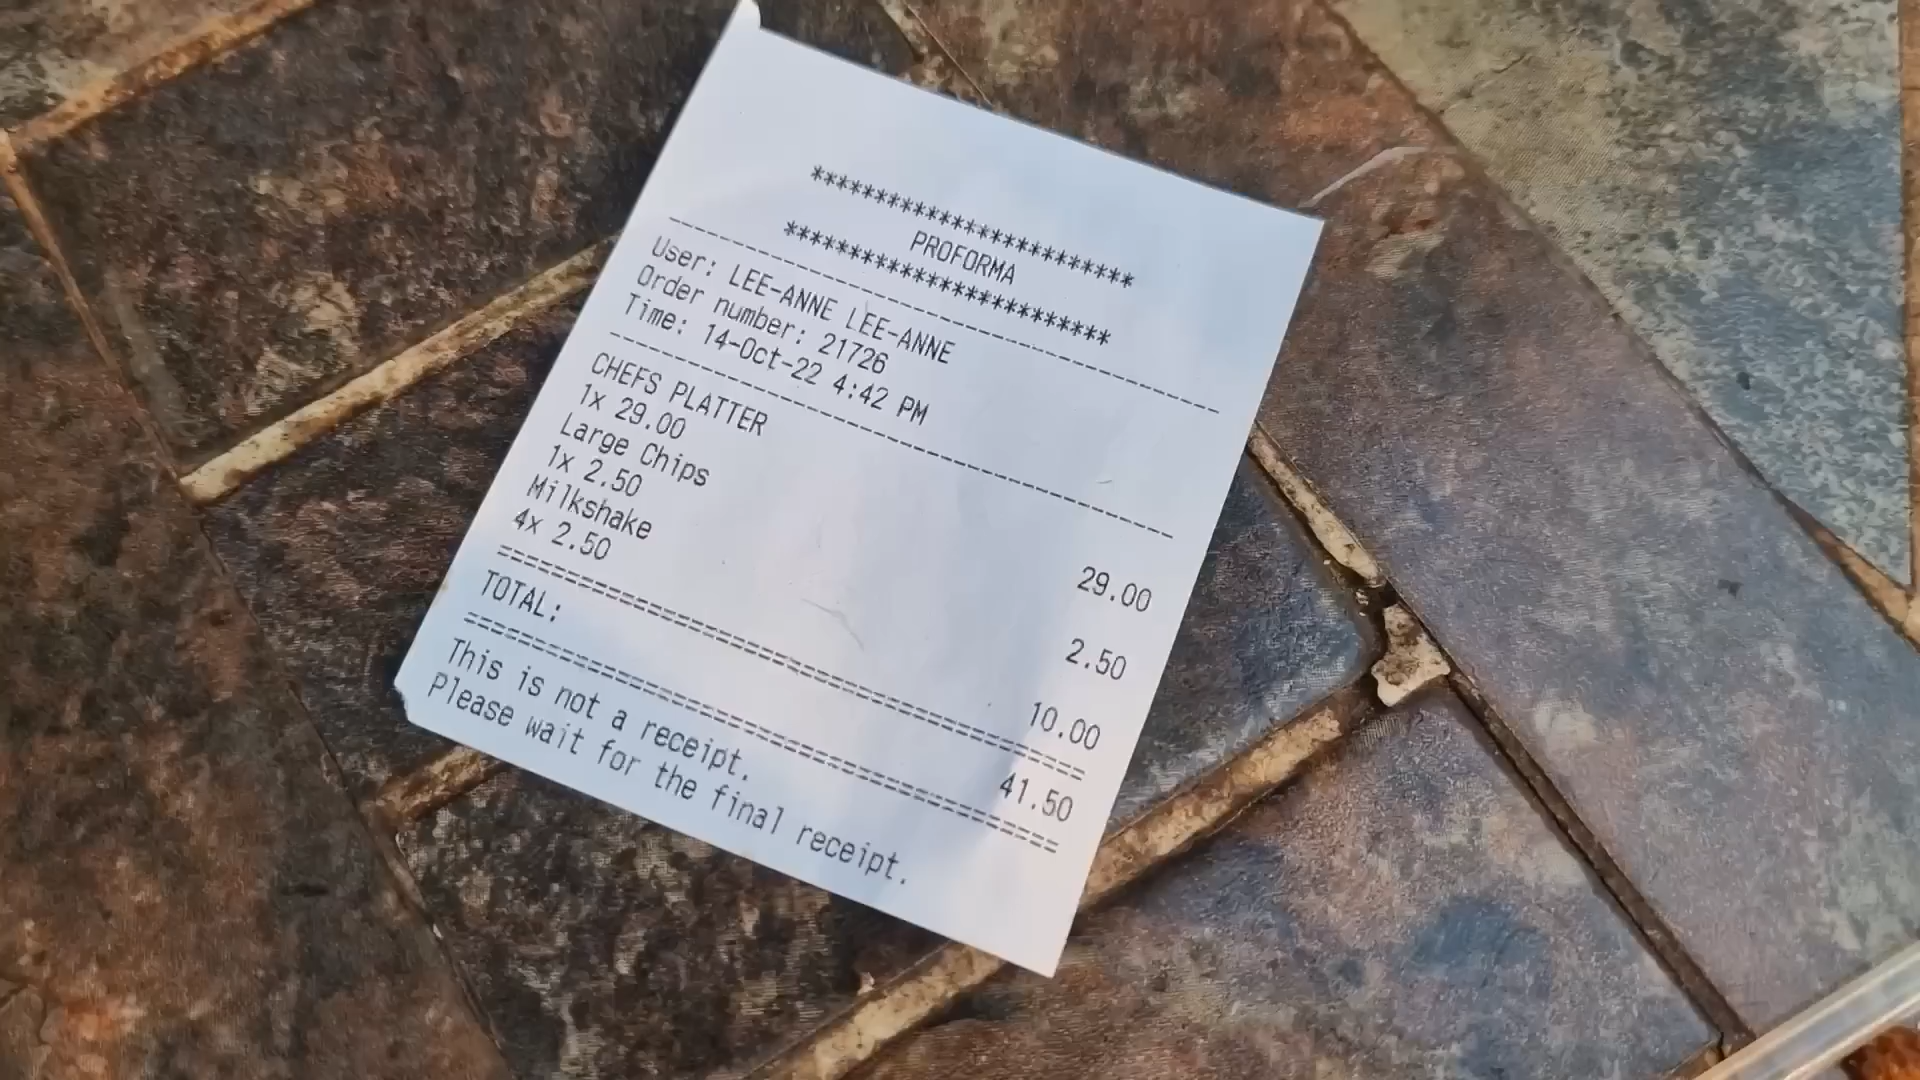 *************************
PROFORMA
*************************
--------------------------------------------
User: LEE-ANNE LEE-ANNE
Order number: 21726
Time: 14-Oct-22 4:42 PM
--------------------------------------------
CHEFS PLATTER
1x 29.00 29.00
Large Chips
1x 2.50 2.50
Milkshake
4x 2.50 10.00
============================================
TOTAL: 41.50
============================================
This is not a receipt.
Please wait for the final receipt.